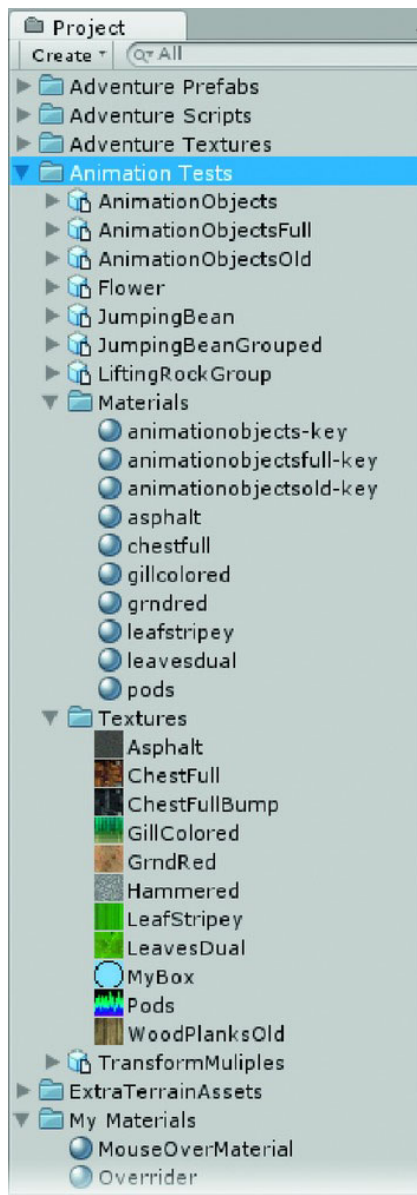 Project
Create All
Adventure Prefabs
Adventure Scripts
Adventure Textures
Animation Tests
AnimationObjects
AnimationObjectsFull
AnimationObjectsOld
Flower
JumpingBean
JumpingBeanGrouped
LiftingRockGroup
Materials
animationobjects-key
animationobjectsfull-key
animationobjectsold-key
asphalt
chestfull
gillcolored
grndred
leafstripey
leavesdual
pods
Textures
Asphalt
ChestFull
ChestFullBump
GillColored
GrndRed
Hammered
LeafStripey
LeavesDual
MyBox
Pods
WoodPlanksOld
TransformMuliples
ExtraTerrainAssets
My Materials
MouseOverMaterial
Overrider